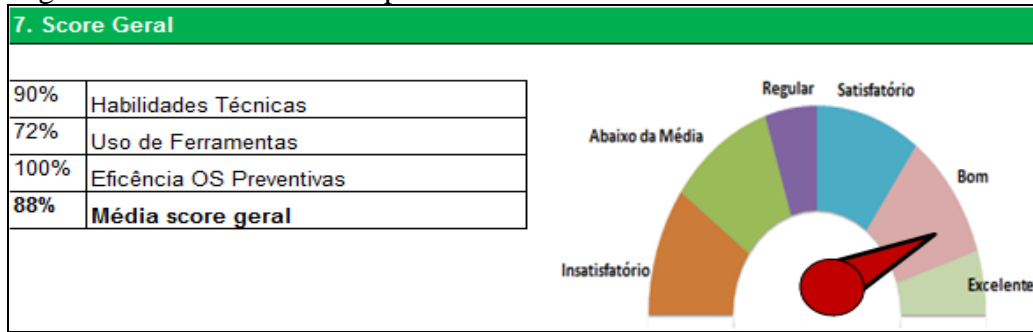 7. Score Geral
90% Habilidades Técnicas
72% Uso de Ferramentas
100% Eficência OS Preventivas
88% Média score geral
Regular Satisfatório
Abaixo da Média
Bom
Insatisfatório
Excelente